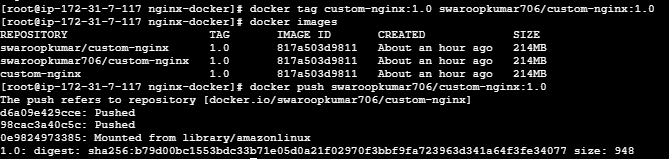 [root@ip-172-31-7-117 nginx-docker]# docker tag custom-nginx:1.0 swaroopkumar706/custom-nginx:1.0
[root@ip-172-31-7-117 nginx-docker]# docker images
REPOSITORY TAG IMAGE ID CREATED SIZE
swaroopkumar/custom-nginx 1.0 817a503d9811 About an hour ago 214MB
swaroopkumar706/custom-nginx 1.0 817a503d9811 About an hour ago 214MB
custom-nginx 1.0 817a503d9811 About an hour ago 214MB
[root@ip-172-31-7-117 nginx-docker]# docker push swaroopkumar706/custom-nginx:1.0
The push refers to repository [docker.io/swaroopkumar706/custom-nginx]
d6a09e429cce: Pushed
98cac3a40c5c: Pushed
0e9824973385: Mounted from library/amazonlinux
1.0: digest: sha256:b79d00bc1553bdc33b71e05d0a21f02970f3bbf9fa723963d341a64f3fe34077 size: 948